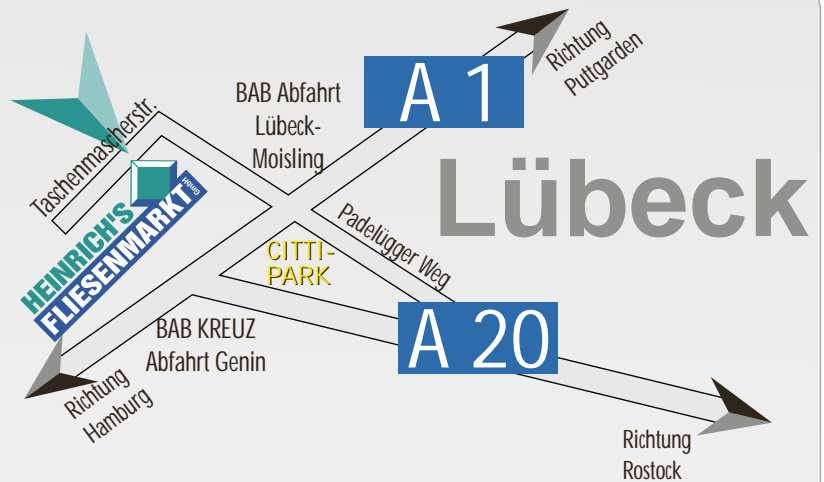 Richtung
Puttgarden
A 1
BAB Abfahrt
Lübeck-
Moisling
Taschenmascherstr.
Lübeck
HEINRICH'S
FLIESENMARKT GmbH
Padelügger Weg
CITTI-
PARK
A 20
BAB KREUZ
Abfahrt Genin
Richtung
Hamburg
Richtung
Rostock